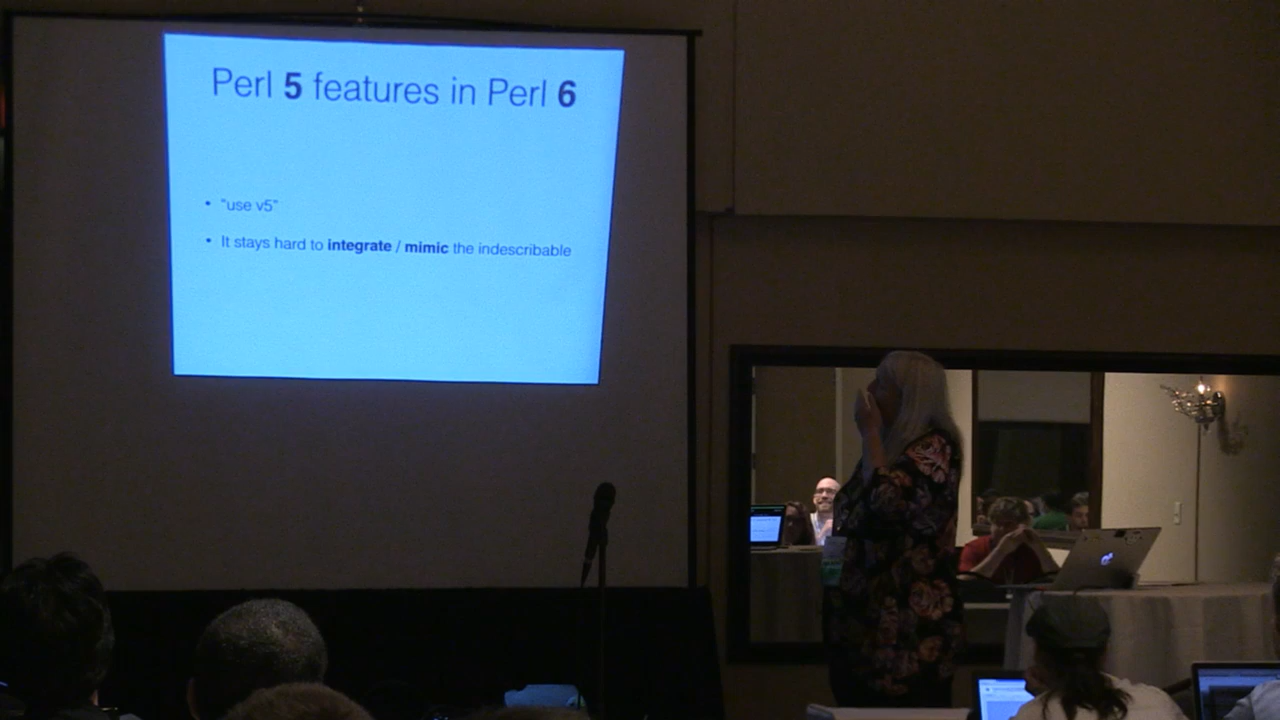 Perl 5 features in Perl 6
• "use v5"
• It stays hard to integrate / mimic the indescribable